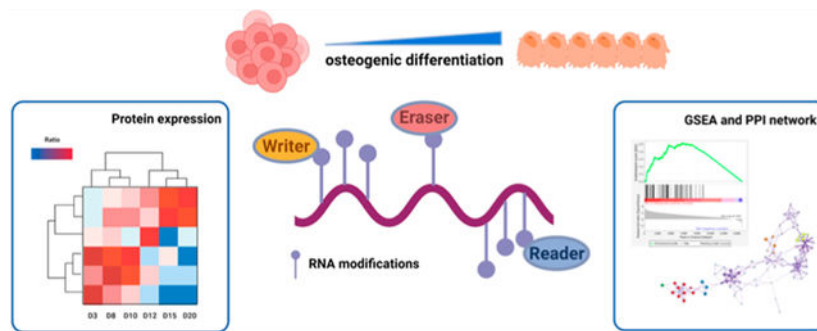 osteogenic differentiation
Protein expression
Ratio
D3 D8 D10 D12 D15 D20
Writer
Eraser
Reader
RNA modifications
GSEA and PPI network